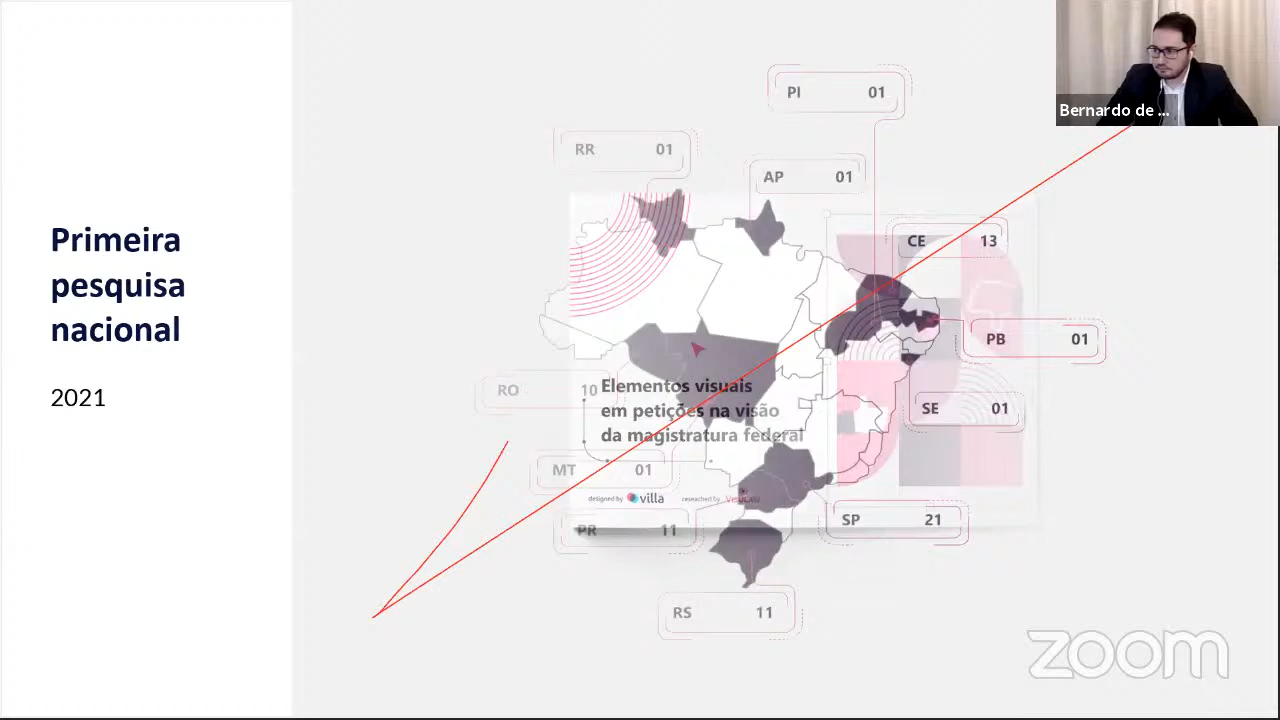 Primeira
pesquisa
nacional
2021
PI 01
RR 01
AP 01
CE 13
PB 01
RO 10
SE 01
MT 01
PR 11
SP 21
RS 11
Elementos visuais
em petições na visão
da magistratura federal
designed by villa
reseached by
Bernardo de ...
zoom